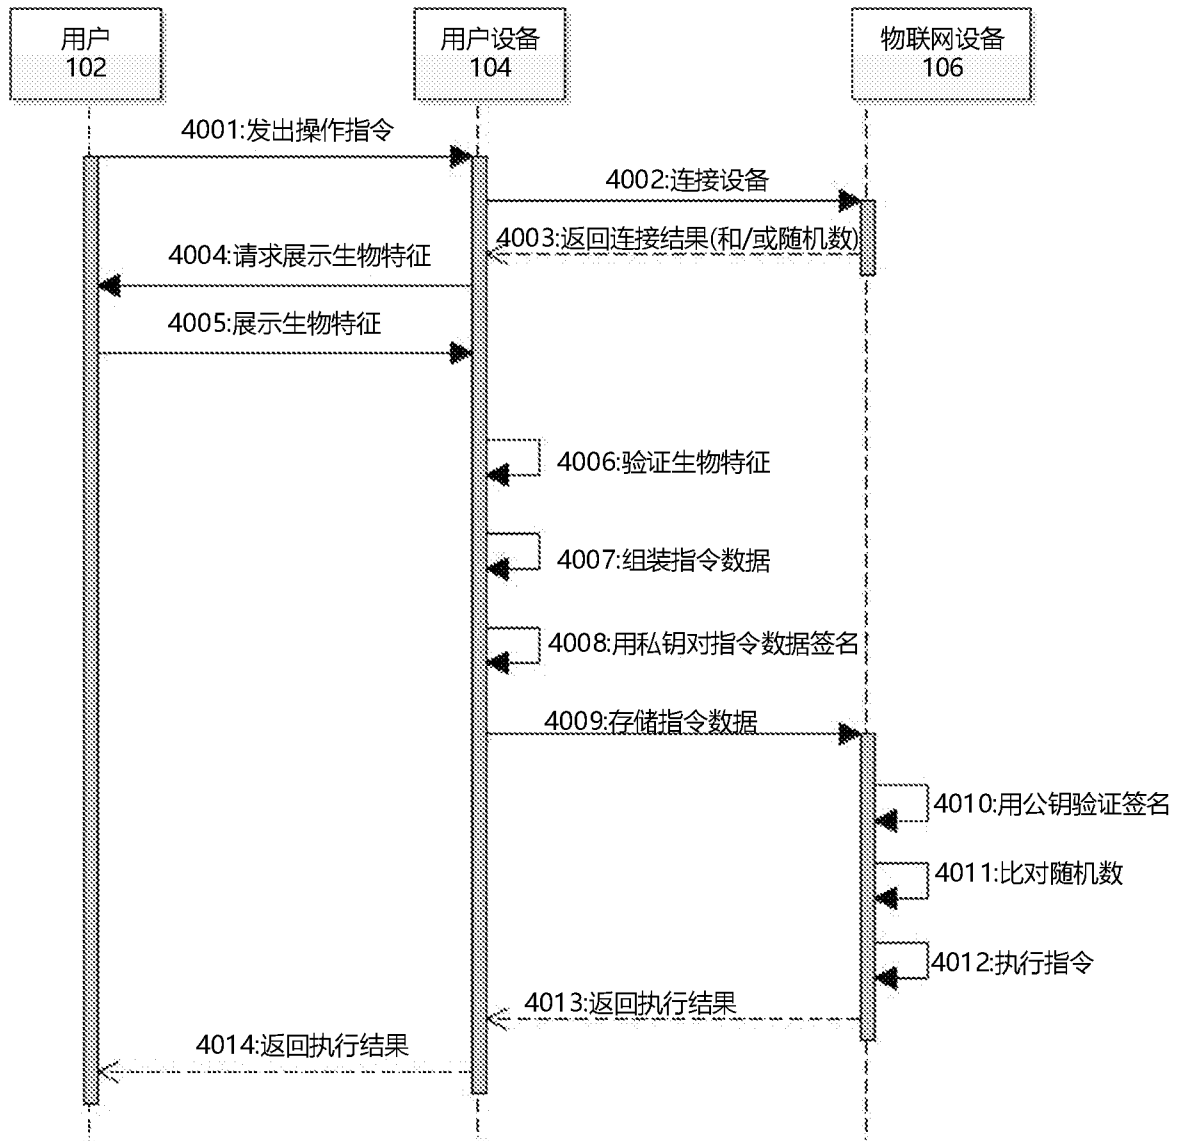 用户
102
用户设备
104
物联网设备
106
4001:发出操作指令
4002:连接设备
4003:返回连接结果(和/或随机数)
4004:请求展示生物特征
4005:展示生物特征
4006:验证生物特征
4007:组装指令数据
4008:用私钥对指令数据签名
4009:存储指令数据
4010:用公钥验证签名
4011:比对随机数
4012:执行指令
4013:返回执行结果
4014:返回执行结果